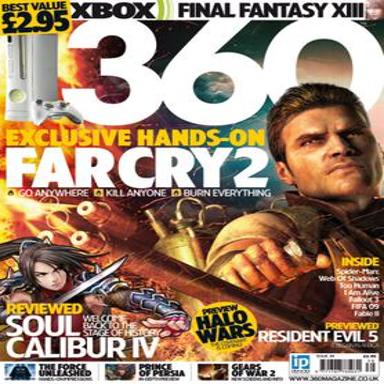 BEST VALUE
£2.95
XBOX
FINAL FANTASY XIII
360
EXCLUSIVE HANDS-ON
FARCRY2
GO ANYWHERE
KILL ANYONE
BURN EVERYTHING
INSIDE
Spider-Man:
Web Of Shadows
Too Human
I Am Alive
Fallout 3
FIFA 09
Fable II
REVIEWED
SOUL
CALIBUR IV
WELCOME
BACK TO THE
STAGE OF HISTORY
PREVIEW
HALO
WARS
PREVIEWED
RESIDENT EVIL 5
THE FORCE
UNLEASHED
PRINCE
OF PERSIA
GEARS
OF WAR 2
WWW.360MAGAZINE.CO.UK